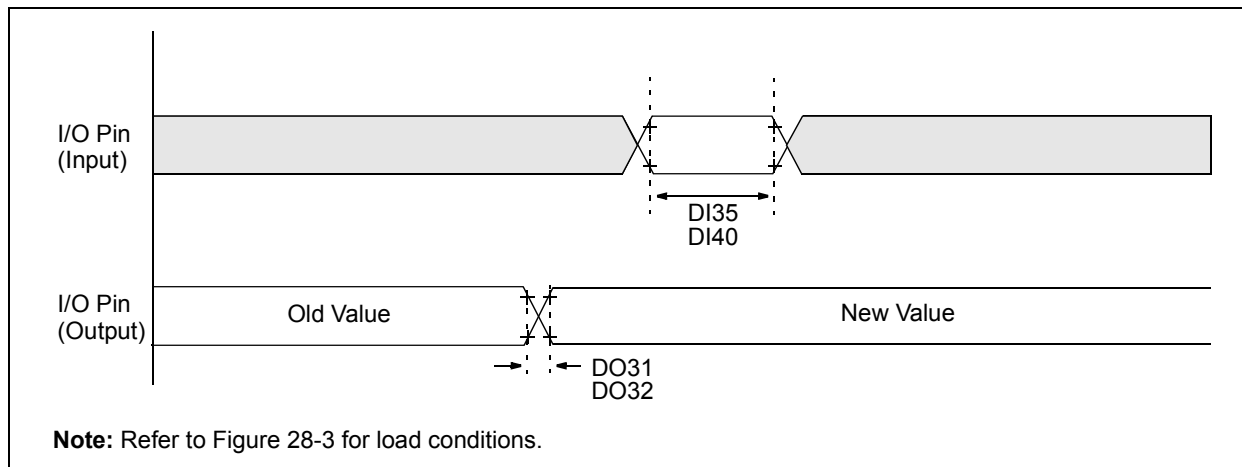 I/O Pin
(Input)
DI35
DI40
I/O Pin
(Output)
Old Value
New Value
DO31
DO32
Note: Refer to Figure 28-3 for load conditions.